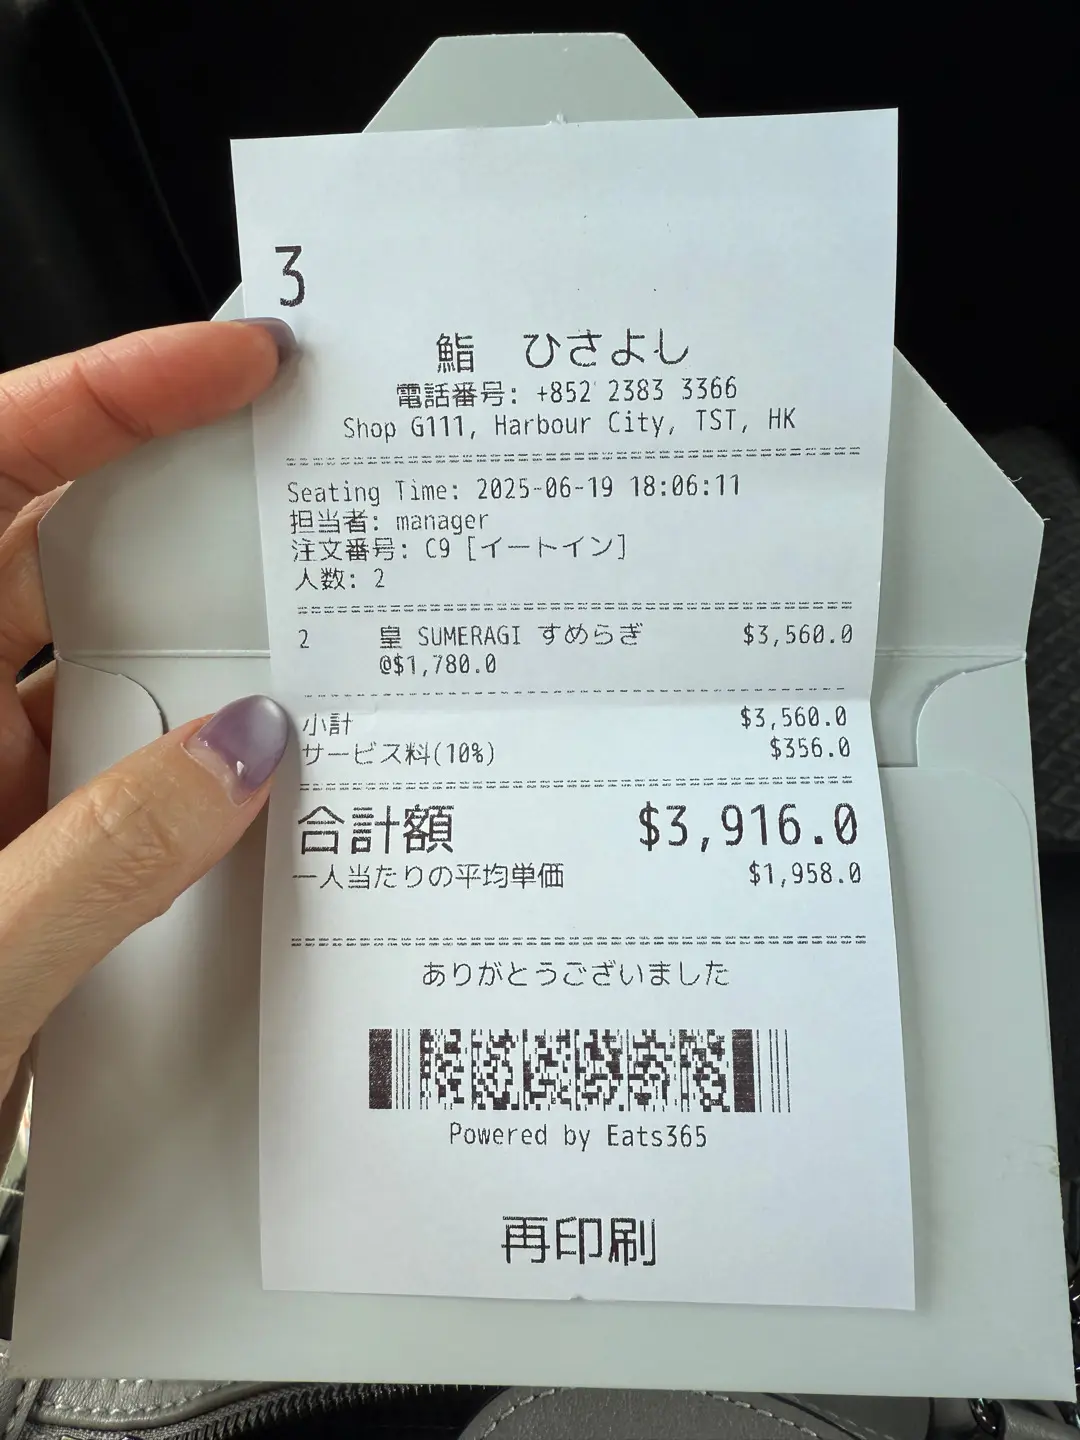 3
鮨 ひさよし
電話番号: +852 2383 3366
Shop G111, Harbour City, TST, HK
Seating Time: 2025-06-19 18:06:11
担当者: manager
注文番号: C9 [イートイン]
人数: 2
2 皇 SUMERAGI すめらぎ $3,560.0
@$1,780.0
小計 $3,560.0
サービス料(10%) $356.0
合計額 $3,916.0
一人当たりの平均単価 $1,958.0
ありがとうございました
Powered by Eats365
再印刷